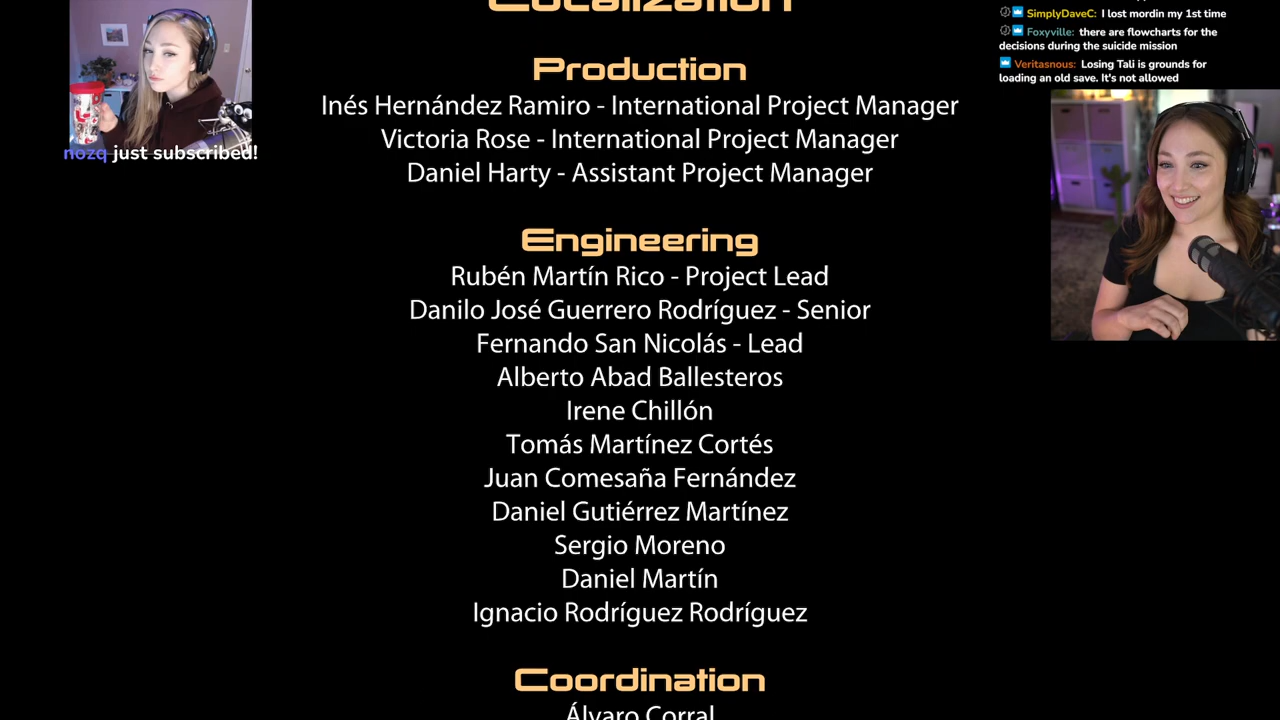 Localization
Production
Inés Hernández Ramiro - International Project Manager
Victoria Rose - International Project Manager
Daniel Harty - Assistant Project Manager
Engineering
Rubén Martín Rico - Project Lead
Danilo José Guerrero Rodríguez - Senior
Fernando San Nicolás - Lead
Alberto Abad Ballesteros
Irene Chillón
Tomás Martínez Cortés
Juan Comesaña Fernández
Daniel Gutiérrez Martínez
Sergio Moreno
Daniel Martín
Ignacio Rodríguez Rodríguez
Coordination
Álvaro Corral
nozq just subscribed!
SimplyDaveC: I lost mordin my 1st time
Foxyville: there are flowcharts for the
decisions during the suicide mission
Veritasnous: Losing Tali is grounds for
loading an old save. It's not allowed